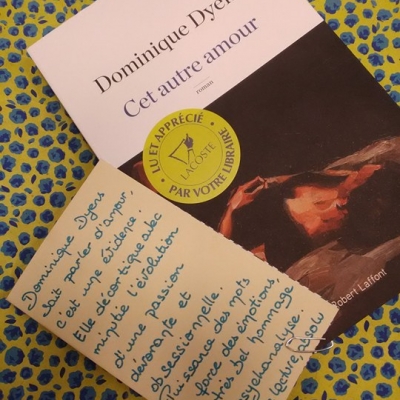 Dominique Dyens
Cet autre amour
roman
LU ET APPRÉCIÉ
LACOSTE
PAR VOTRE LIBRAIRE
Robert Laffont
Dominique Dyens
sait parler d'amour,
c'est une évidence!
Elle décortique avec
minutie l'évolution
d'une passion
dévorante et
obsessionnelle.
Puissance des mots
force des émotions,
très bel hommage
psychanalyse.
lecture, absolu